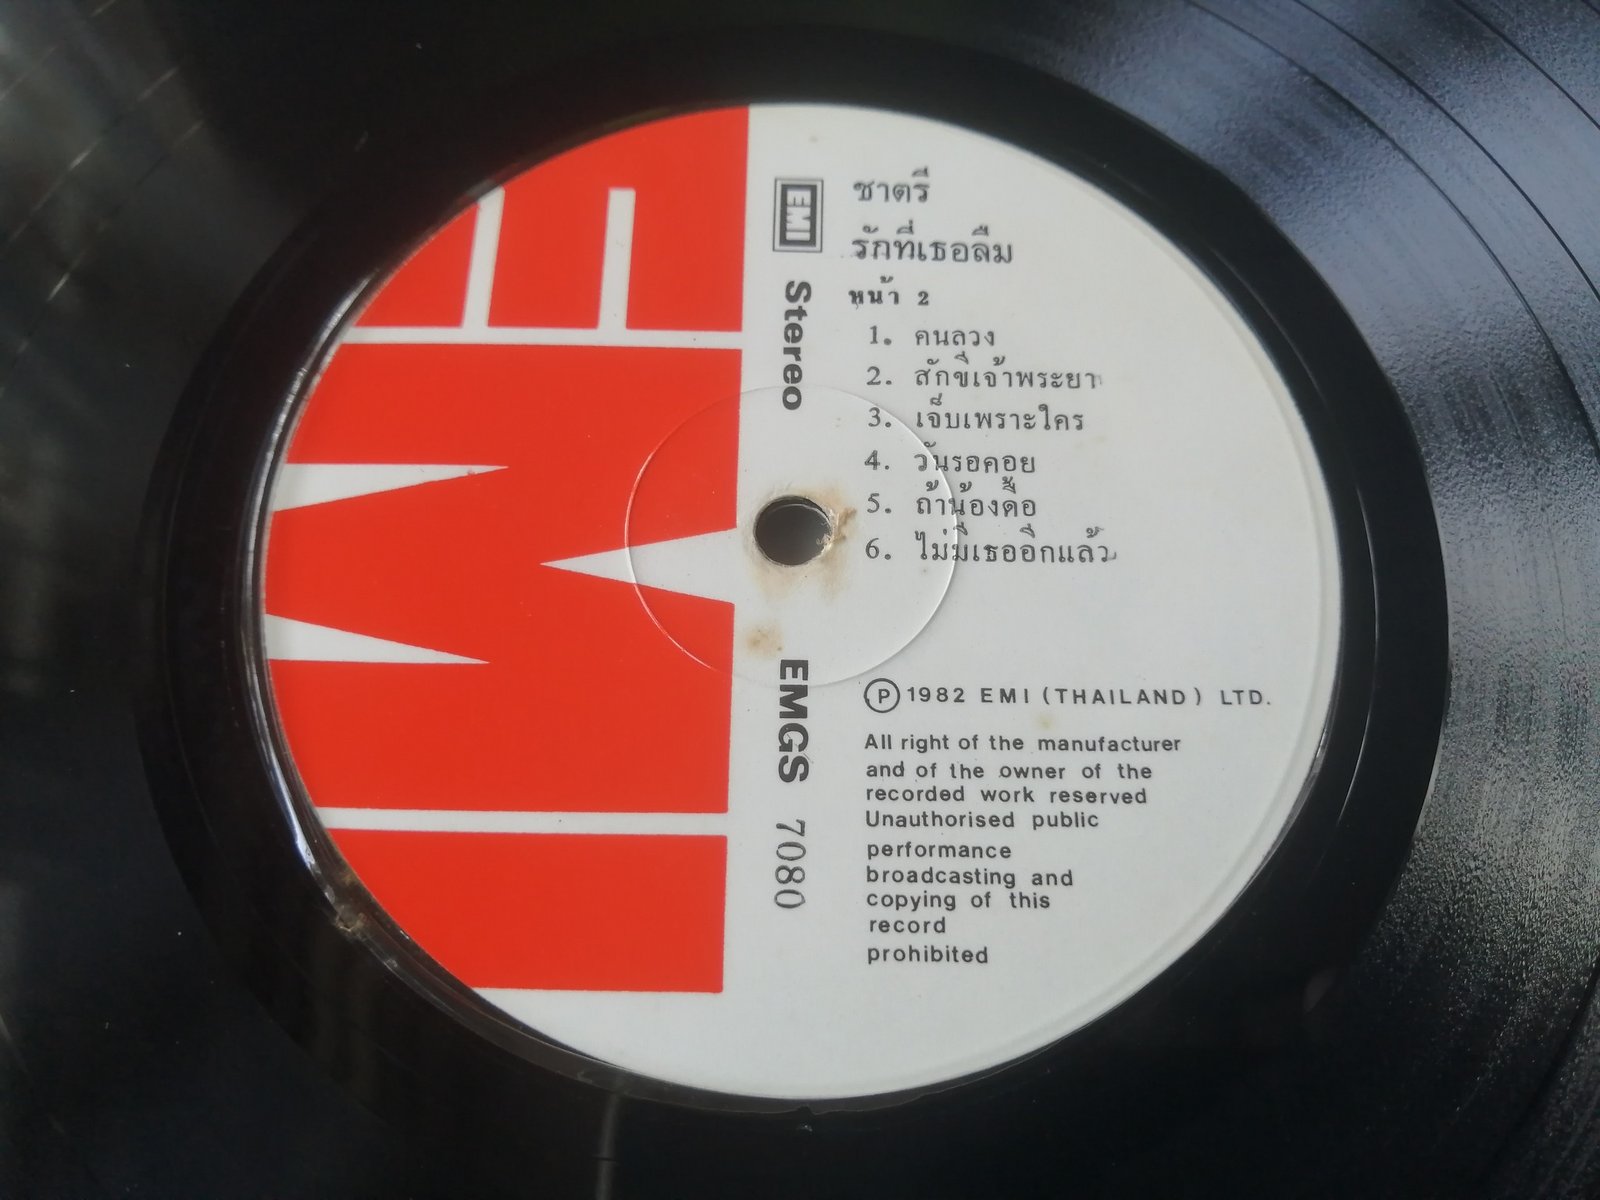 EMI
EMI
Stereo
EMGS 7080
ชาตรี
รักที่เธอลืม
หน้า 2
1. คนลวง
2. สักขีเจ้าพระยา
3. เจ็บเพราะใคร
4. วันรอคอย
5. ถ้าน้องดื้อ
6. ไม่มีเธออีกแล้ว
Ⓟ 1982 EMI (THAILAND) LTD.
All right of the manufacturer
and of the owner of the
recorded work reserved
Unauthorised public
performance
broadcasting and
copying of this
record
prohibited